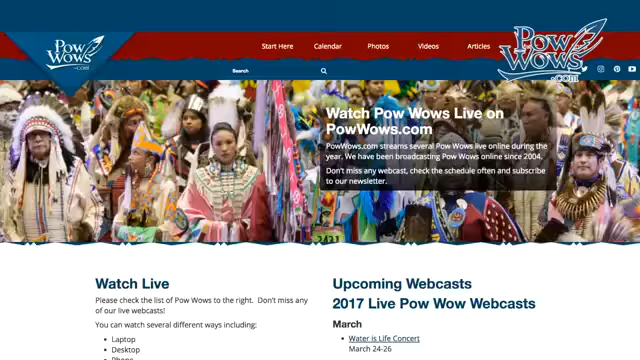 Pow
Wows
.com
Start Here
Calendar
Photos
Videos
Articles
Pow
Wows
.com
Search
Watch Pow Wows Live on
PowWows.com
PowWows.com streams several Pow Wows live online during the
year. We have been broadcasting Pow Wows online since 2004.
Don't miss any webcast, check the schedule often and subscribe
to our newsletter.
Watch Live
Please check the list of Pow Wows to the right. Don't miss any
of our live webcasts!
You can watch several different ways including:
Laptop
Desktop
Phone
Upcoming Webcasts
2017 Live Pow Wow Webcasts
March
Water is Life Concert
March 24-26